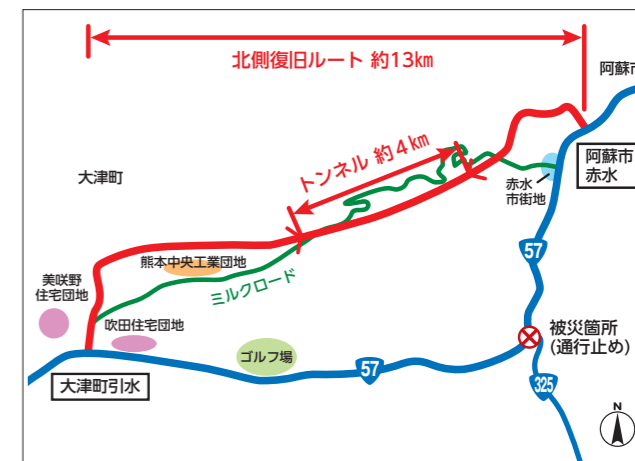 北側復旧ルート 約13km
阿蘇市
トンネル 約4km
大津町
阿蘇市
赤水
赤水
市街地
57
熊本中央工業団地
美咲野
住宅団地
ミルクロード
吹田住宅団地
被災箇所
(通行止め)
ゴルフ場
57
大津町引水
325
N